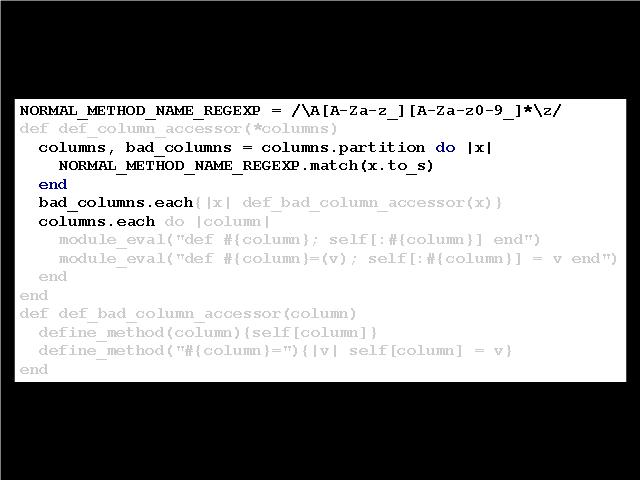 NORMAL_METHOD_NAME_REGEXP = /\A[A-Za-z_][A-Za-z0-9_]*\z/
def def_column_accessor(*columns)
  columns, bad_columns = columns.partition do |x|
    NORMAL_METHOD_NAME_REGEXP.match(x.to_s)
  end
  bad_columns.each{|x| def_bad_column_accessor(x)}
  columns.each do |column|
    module_eval("def #{column}; self[:#{column}] end")
    module_eval("def #{column}=(v); self[:#{column}] = v end")
  end
end
def def_bad_column_accessor(column)
  define_method(column){self[column]}
  define_method("#{column}="){|v| self[column] = v}
end